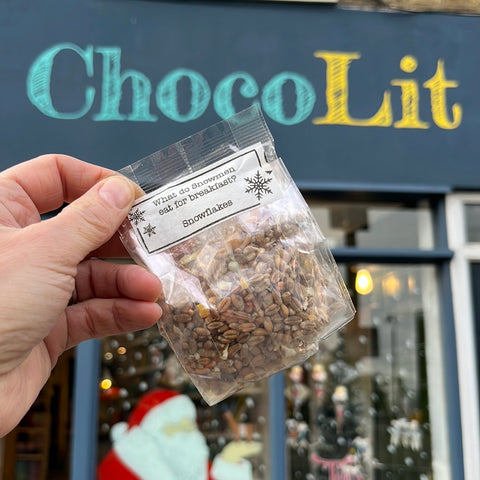 ChocoLit
What do Snowmen
eat for breakfast?
Snowflakes